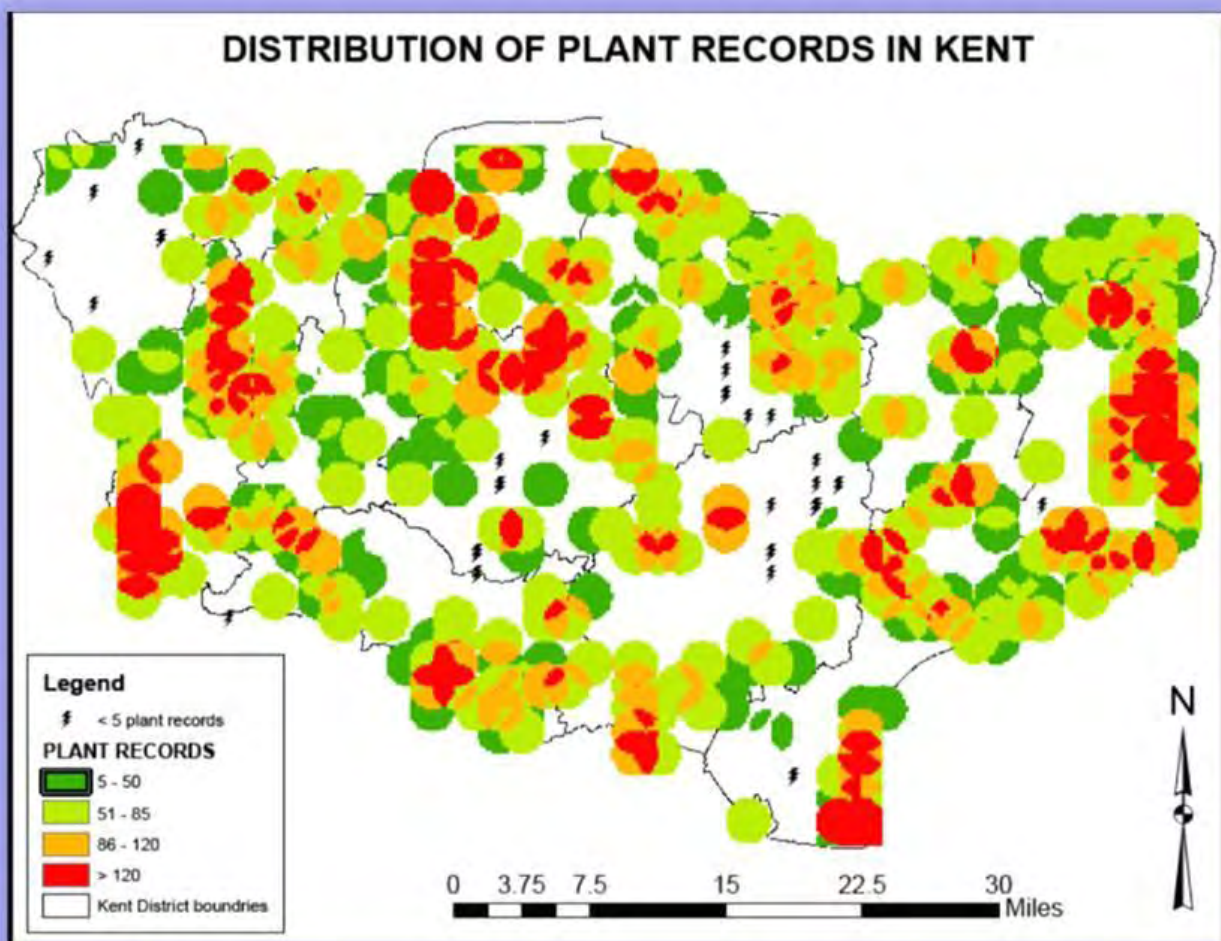 DISTRIBUTION OF PLANT RECORDS IN KENT
Legend
< 5 plant records
PLANT RECORDS
5 - 50
51 - 85
86 - 120
> 120
Kent District boundries
0 3.75 7.5 15 22.5 30
Miles
N